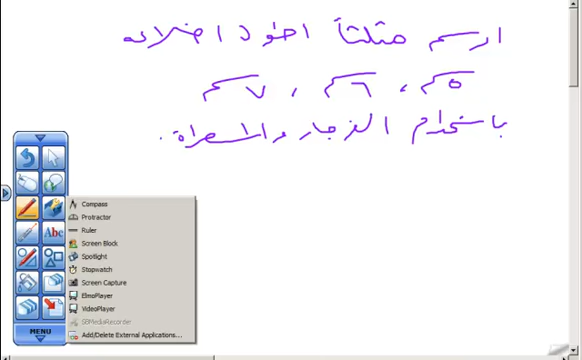 ارسم مثلثاً اطوال اضلاعه
٥سم ، ٦سم ، ٧سم
باستخدام الفرجار والمسطرة .
Abc
Compass
Protractor
Ruler
Screen Block
Spotlight
Stopwatch
Screen Capture
ElmoPlayer
VideoPlayer
SBMediaRecorder
Add/Delete External Applications...
MENU